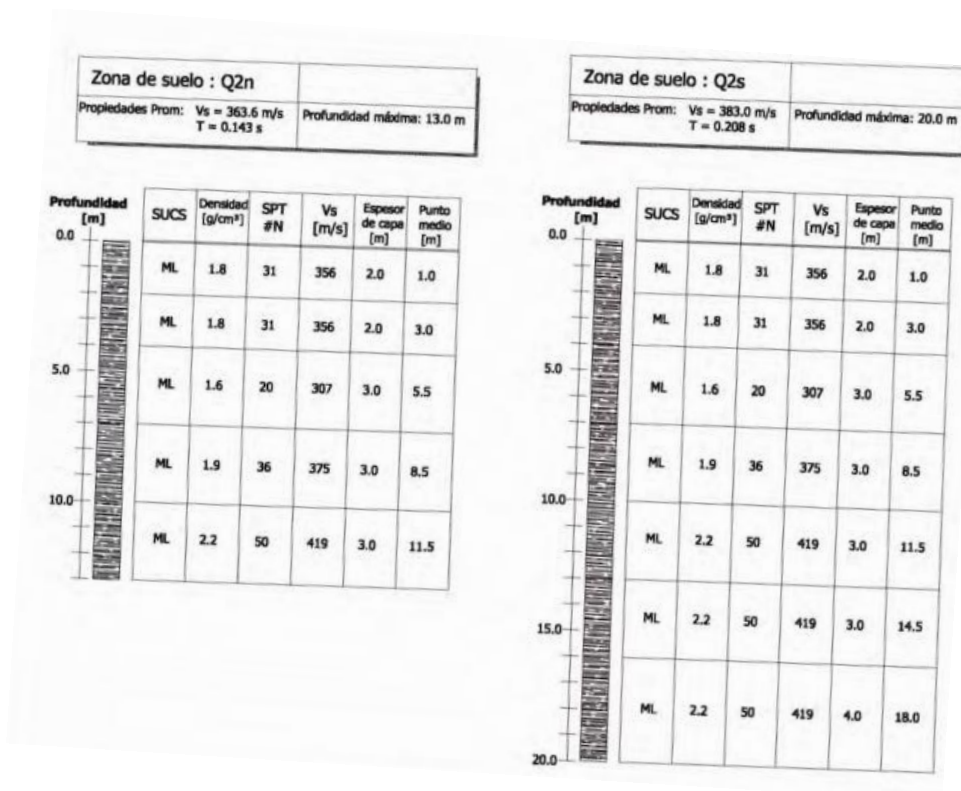 Zona de suelo : Q2n
Propiedades Prom: Vs = 363.6 m/s Profundidad máxima: 13.0 m
T = 0.143 s
Profundidad [m]
SUCS Densidad [g/cm³] SPT #N Vs [m/s] Espesor de capa [m] Punto medio [m]
0.0
ML 1.8 31 356 2.0 1.0
ML 1.8 31 356 2.0 3.0
5.0
ML 1.6 20 307 3.0 5.5
ML 1.9 36 375 3.0 8.5
10.0
ML 2.2 50 419 3.0 11.5
Zona de suelo : Q2s
Propiedades Prom: Vs = 383.0 m/s Profundidad máxima: 20.0 m
T = 0.208 s
Profundidad [m]
SUCS Densidad [g/cm³] SPT #N Vs [m/s] Espesor de capa [m] Punto medio [m]
0.0
ML 1.8 31 356 2.0 1.0
ML 1.8 31 356 2.0 3.0
5.0
ML 1.6 20 307 3.0 5.5
ML 1.9 36 375 3.0 8.5
10.0
ML 2.2 50 419 3.0 11.5
15.0
ML 2.2 50 419 3.0 14.5
ML 2.2 50 419 4.0 18.0
20.0